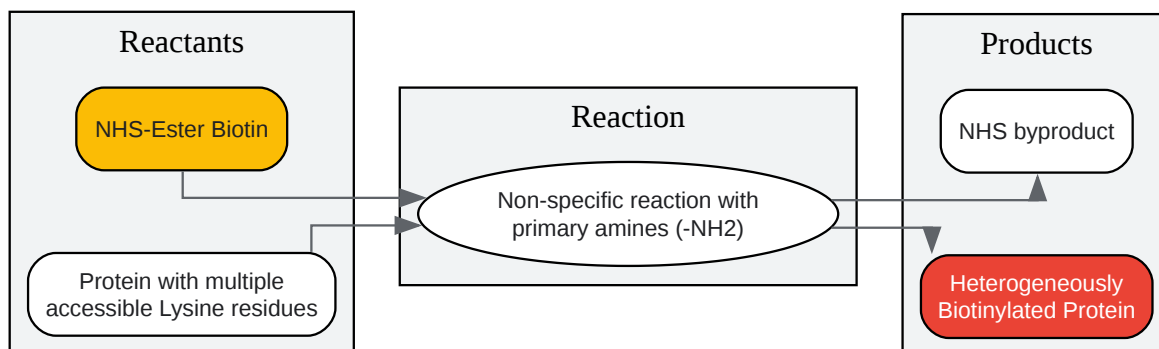 Reactants
NHS-Ester Biotin
Protein with multiple
accessible Lysine residues
Reaction
Non-specific reaction with
primary amines (-NH2)
Products
NHS byproduct
Heterogeneously
Biotinylated Protein